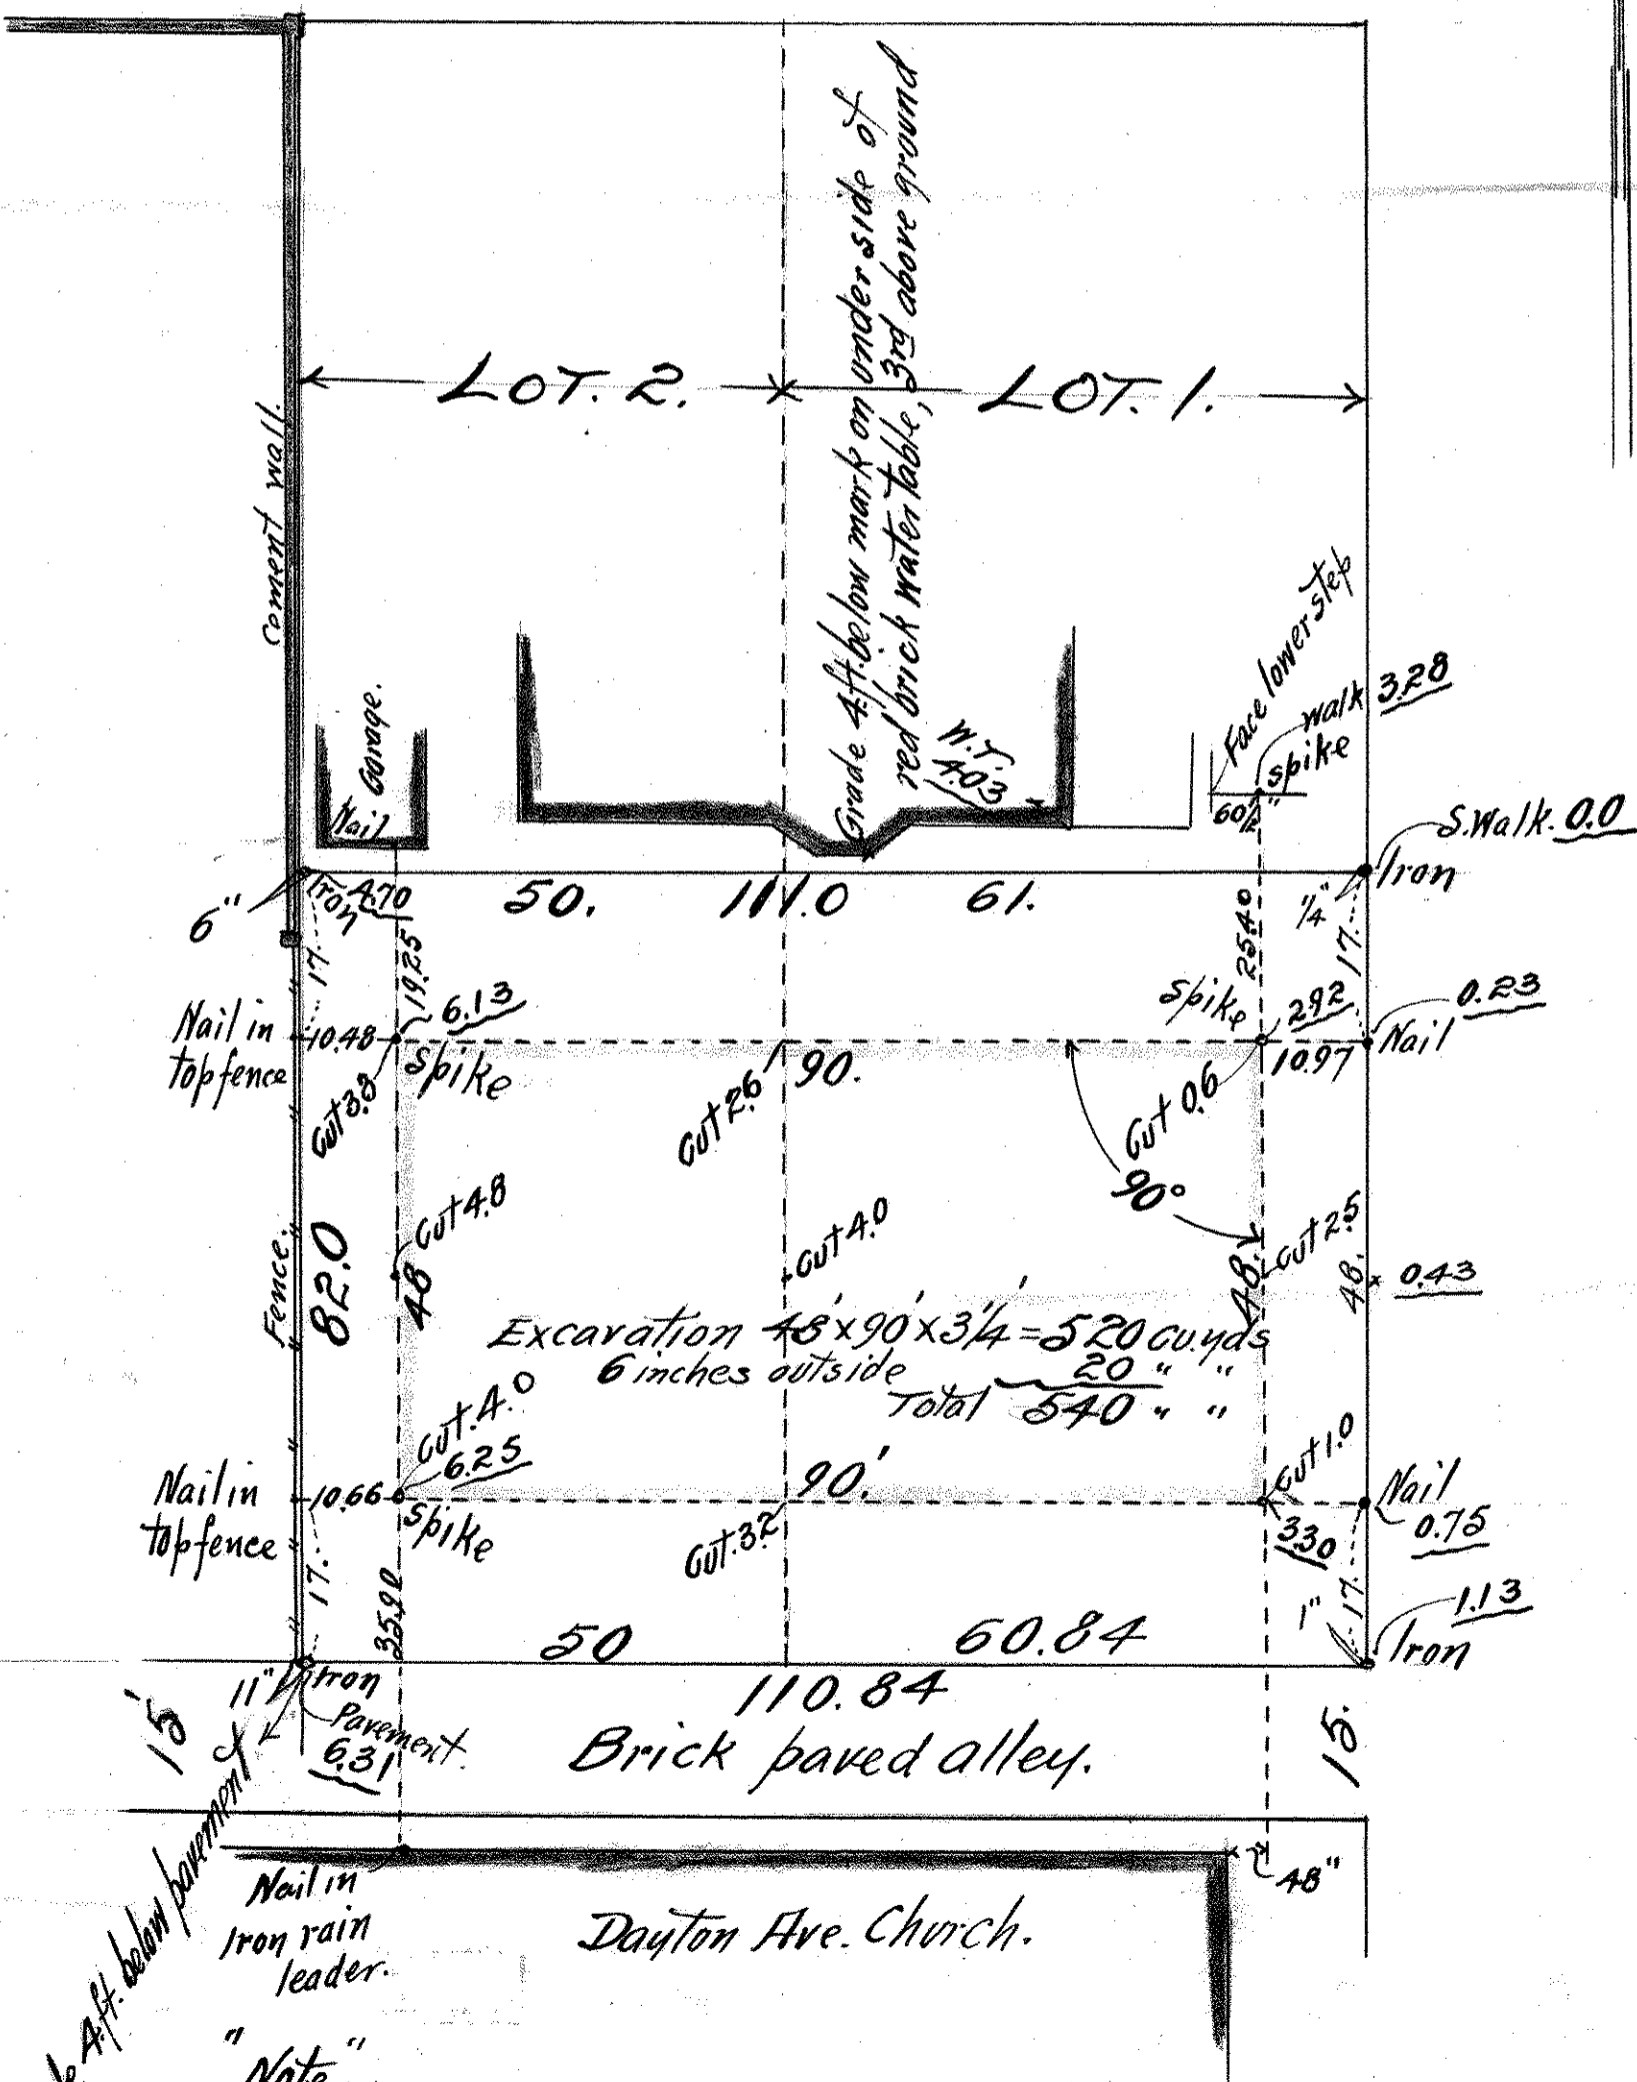 Cement wall.
LOT. 2.
LOT. 1.
Grade 4.ft. below mark on under side of
red brick water table, 3rd above ground
Garage.
Nail
W.T.
4.03
Face lower step
walk 3.28
spike
60 1/2"
S.Walk. 0.0
Iron
1/4"
6"
Iron
4.70
50.
111.0
61.
17.
19.25
25.40
17.
Nail in
top fence
10.48
6.13
Spike
Spike
2.92
0.23
Nail
10.97
Cut 3.8
Cut 2.6
90.
Cut 0.6
90°
Cut 4.8
Cut 4.0
Cut 2.5
Fence.
82.0
48
48.
48.
0.43
Excavation 48'x90'x3 1/4' = 520 cu.yds
6 inches outside 20 " "
Total 540 " "
Cut. 4.0
6.25
Cut 1.0
Nail in
top fence
10.66
Spike
90.'
Cut. 3.2
3.30
Nail
0.75
17.
35.90
17.
1"
1.13
Iron
50
60.84
110.84
11"
Iron
Pavement.
6.31
15'
15.
Brick paved alley.
4.ft. below pavement
Nail in
Iron rain
leader.
48"
Dayton Ave. Church.
"Note"